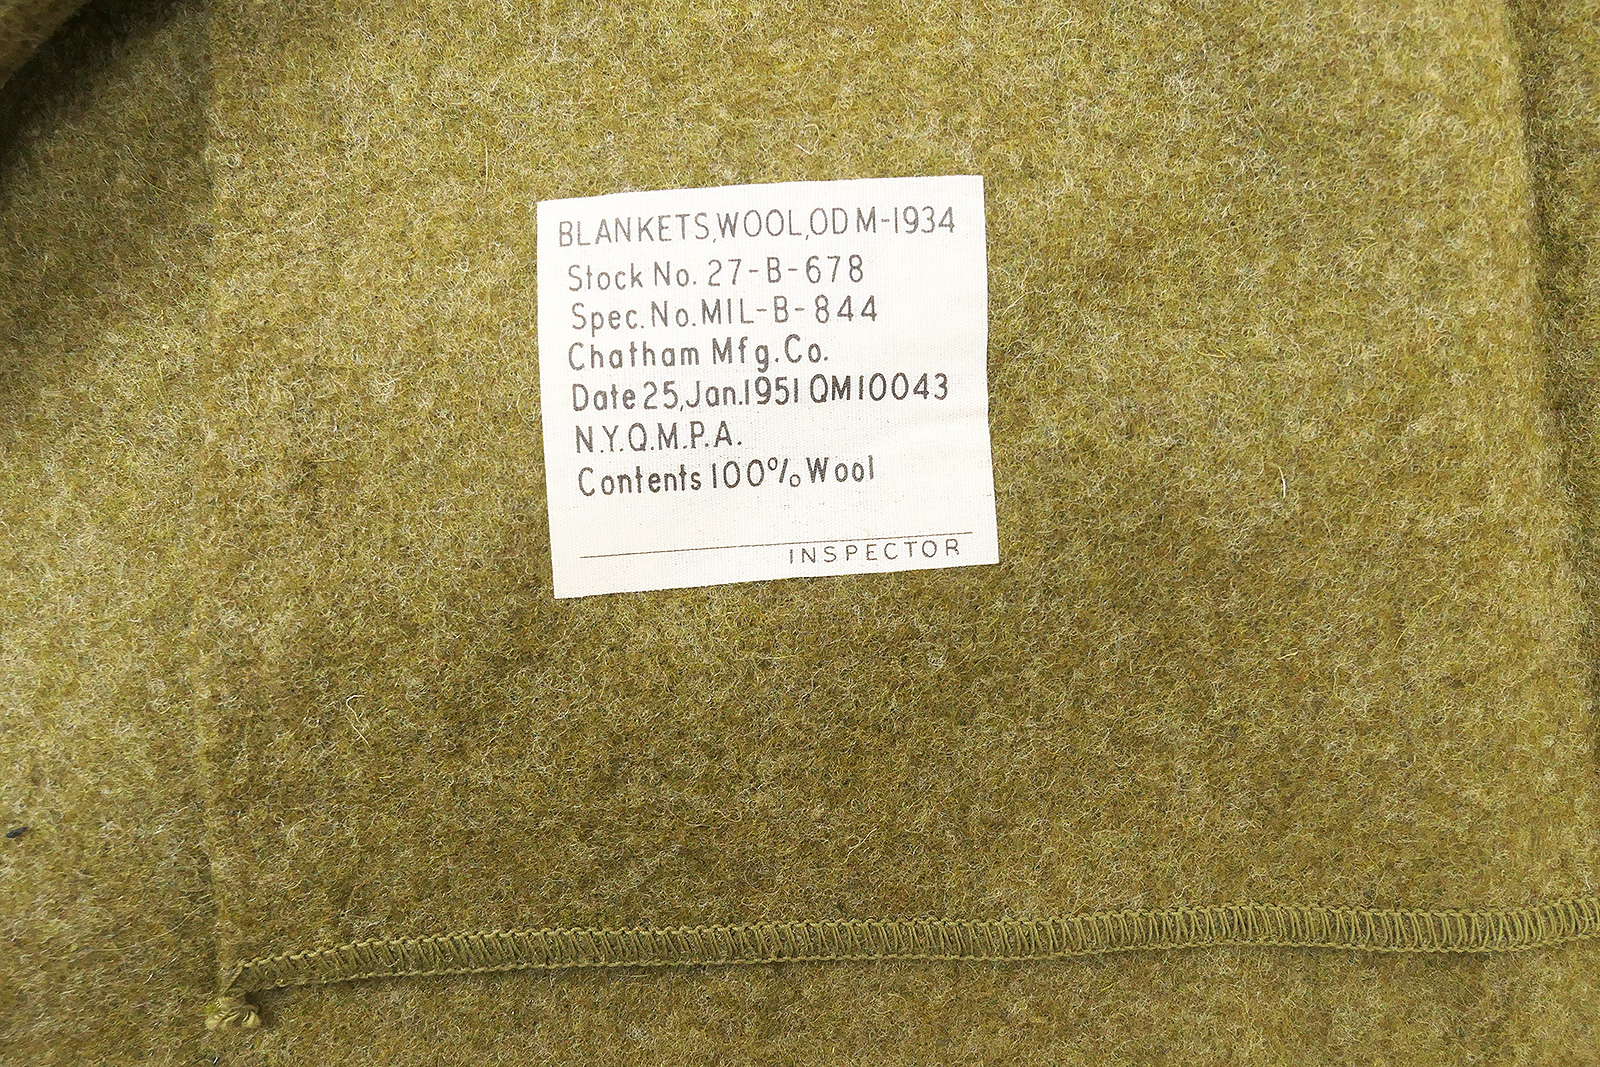 BLANKETS,WOOL,OD M-1934
Stock No. 27-B-678
Spec.No.MIL-B-844
Chatham Mfg.Co.
Date 25,Jan.1951 QM10043
N.Y.Q.M.P.A.
Contents 100% Wool
INSPECTOR